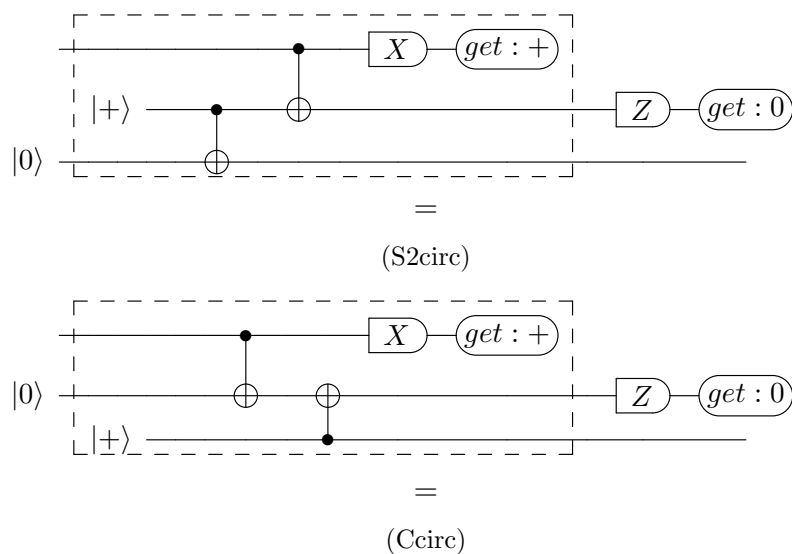 X get : +
|+⟩ Z get : 0
|0⟩
=
(S2circ)
X get : +
|0⟩ Z get : 0
|+⟩
=
(Ccirc)